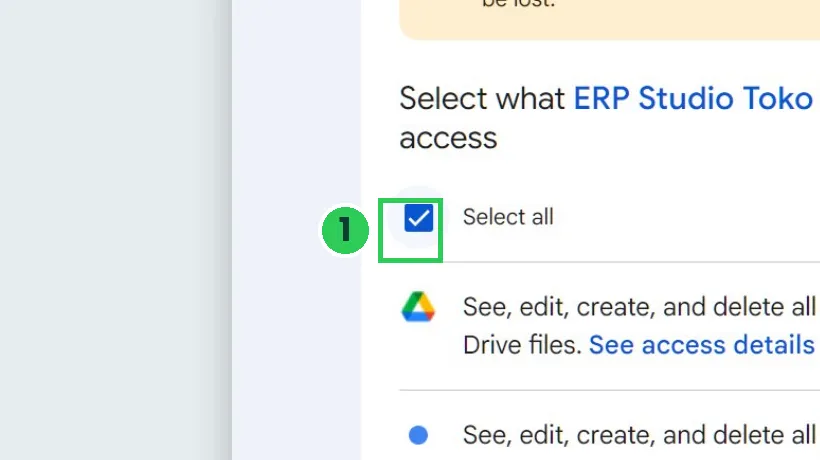 be lost.
Select what ERP Studio Toko
access
1
Select all
See, edit, create, and delete all
Drive files. See access details
See, edit, create, and delete all